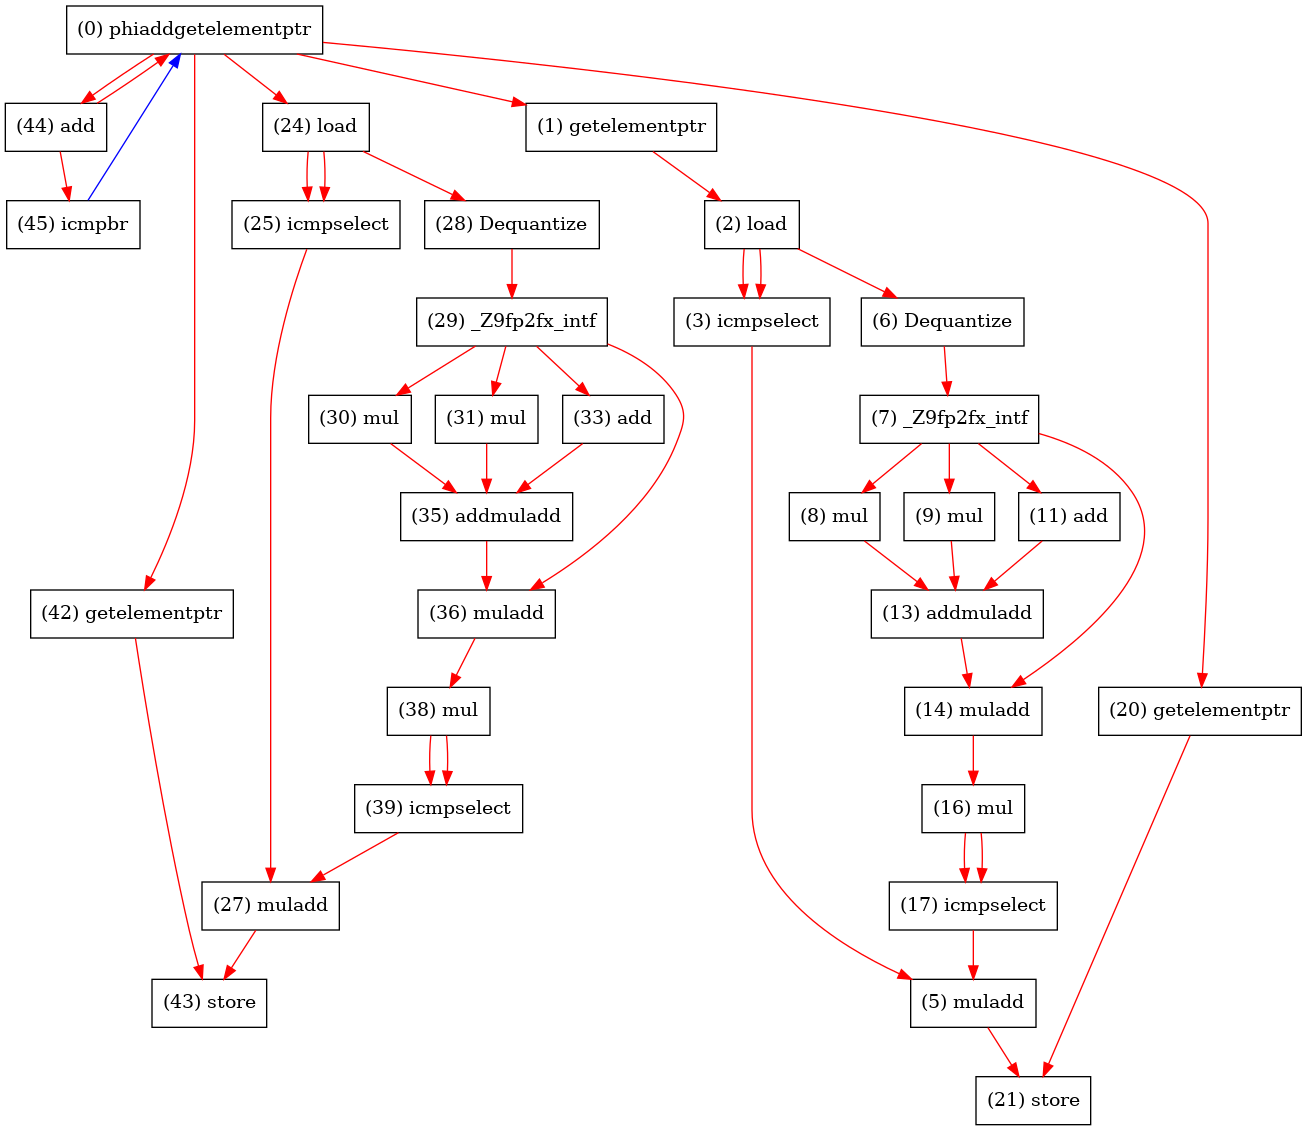 (0) phiaddgetelementptr
(44) add
(24) load
(1) getelementptr
(45) icmpbr
(25) icmpselect
(28) Dequantize
(2) load
(29) _Z9fp2fx_intf
(3) icmpselect
(6) Dequantize
(30) mul
(31) mul
(33) add
(7) _Z9fp2fx_intf
(35) addmuladd
(8) mul
(9) mul
(11) add
(42) getelementptr
(36) muladd
(13) addmuladd
(38) mul
(14) muladd
(20) getelementptr
(39) icmpselect
(16) mul
(27) muladd
(17) icmpselect
(43) store
(5) muladd
(21) store